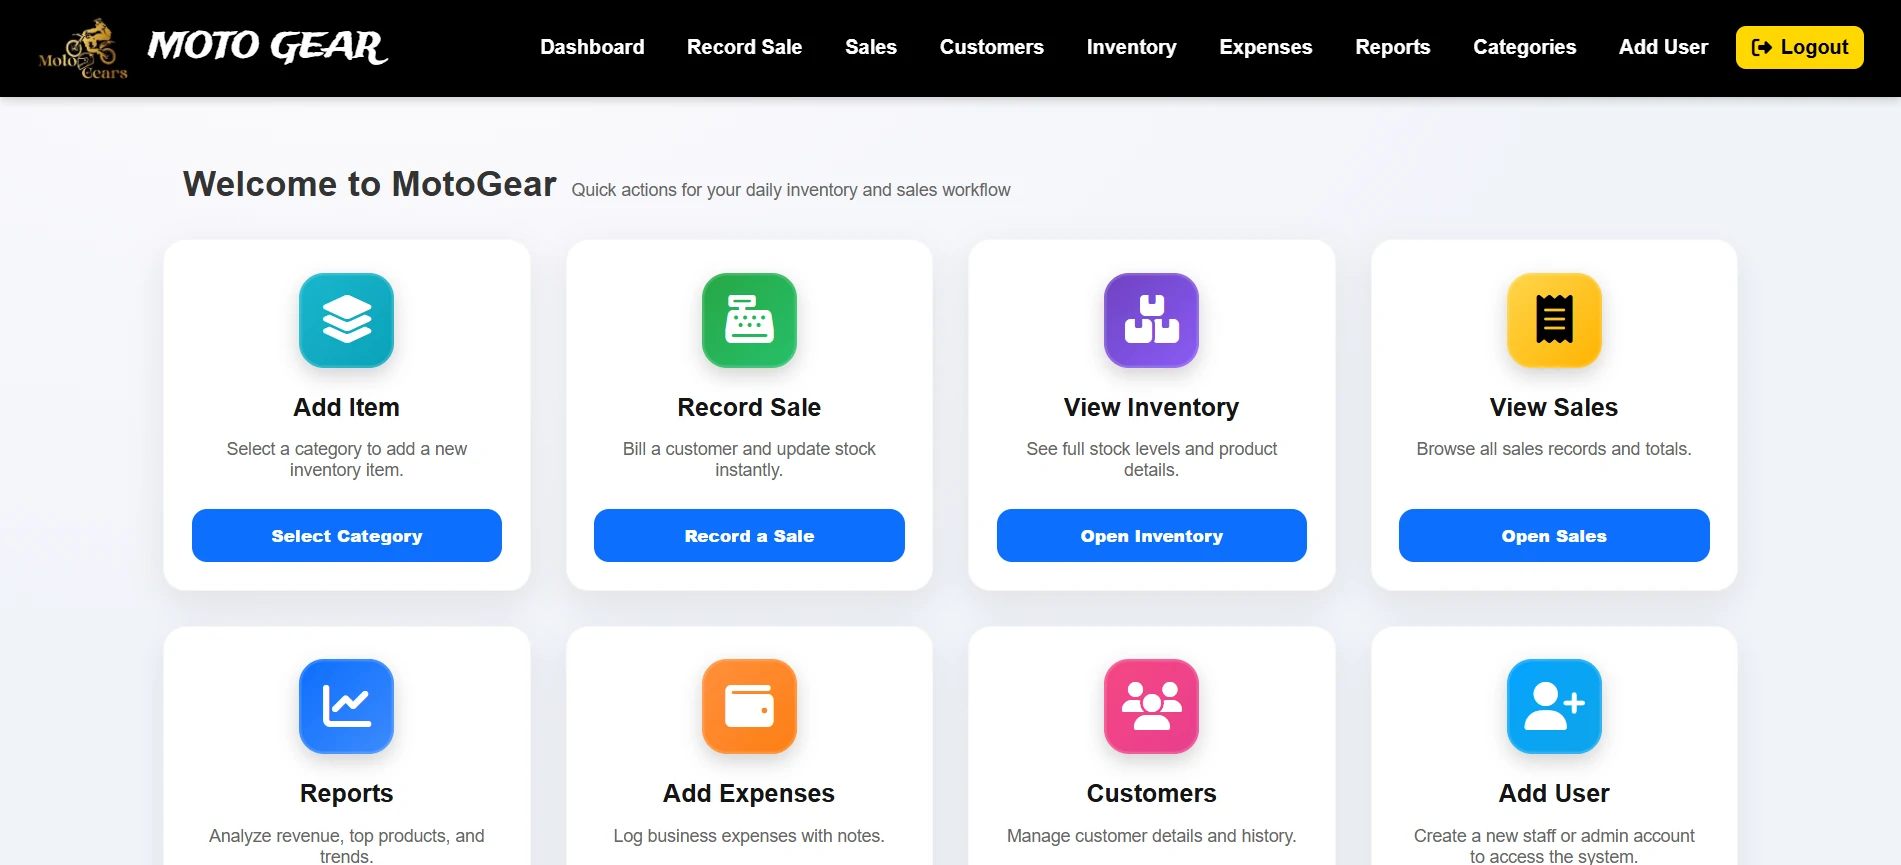 Moto
Gears
MOTO GEAR
Dashboard
Record Sale
Sales
Customers
Inventory
Expenses
Reports
Categories
Add User
Logout
Welcome to MotoGear
Quick actions for your daily inventory and sales workflow
Add Item
Select a category to add a new
inventory item.
Select Category
Record Sale
Bill a customer and update stock
instantly.
Record a Sale
View Inventory
See full stock levels and product
details.
Open Inventory
View Sales
Browse all sales records and totals.
Open Sales
Reports
Analyze revenue, top products, and
trends.
Add Expenses
Log business expenses with notes.
Customers
Manage customer details and history.
Add User
Create a new staff or admin account
to access the system.